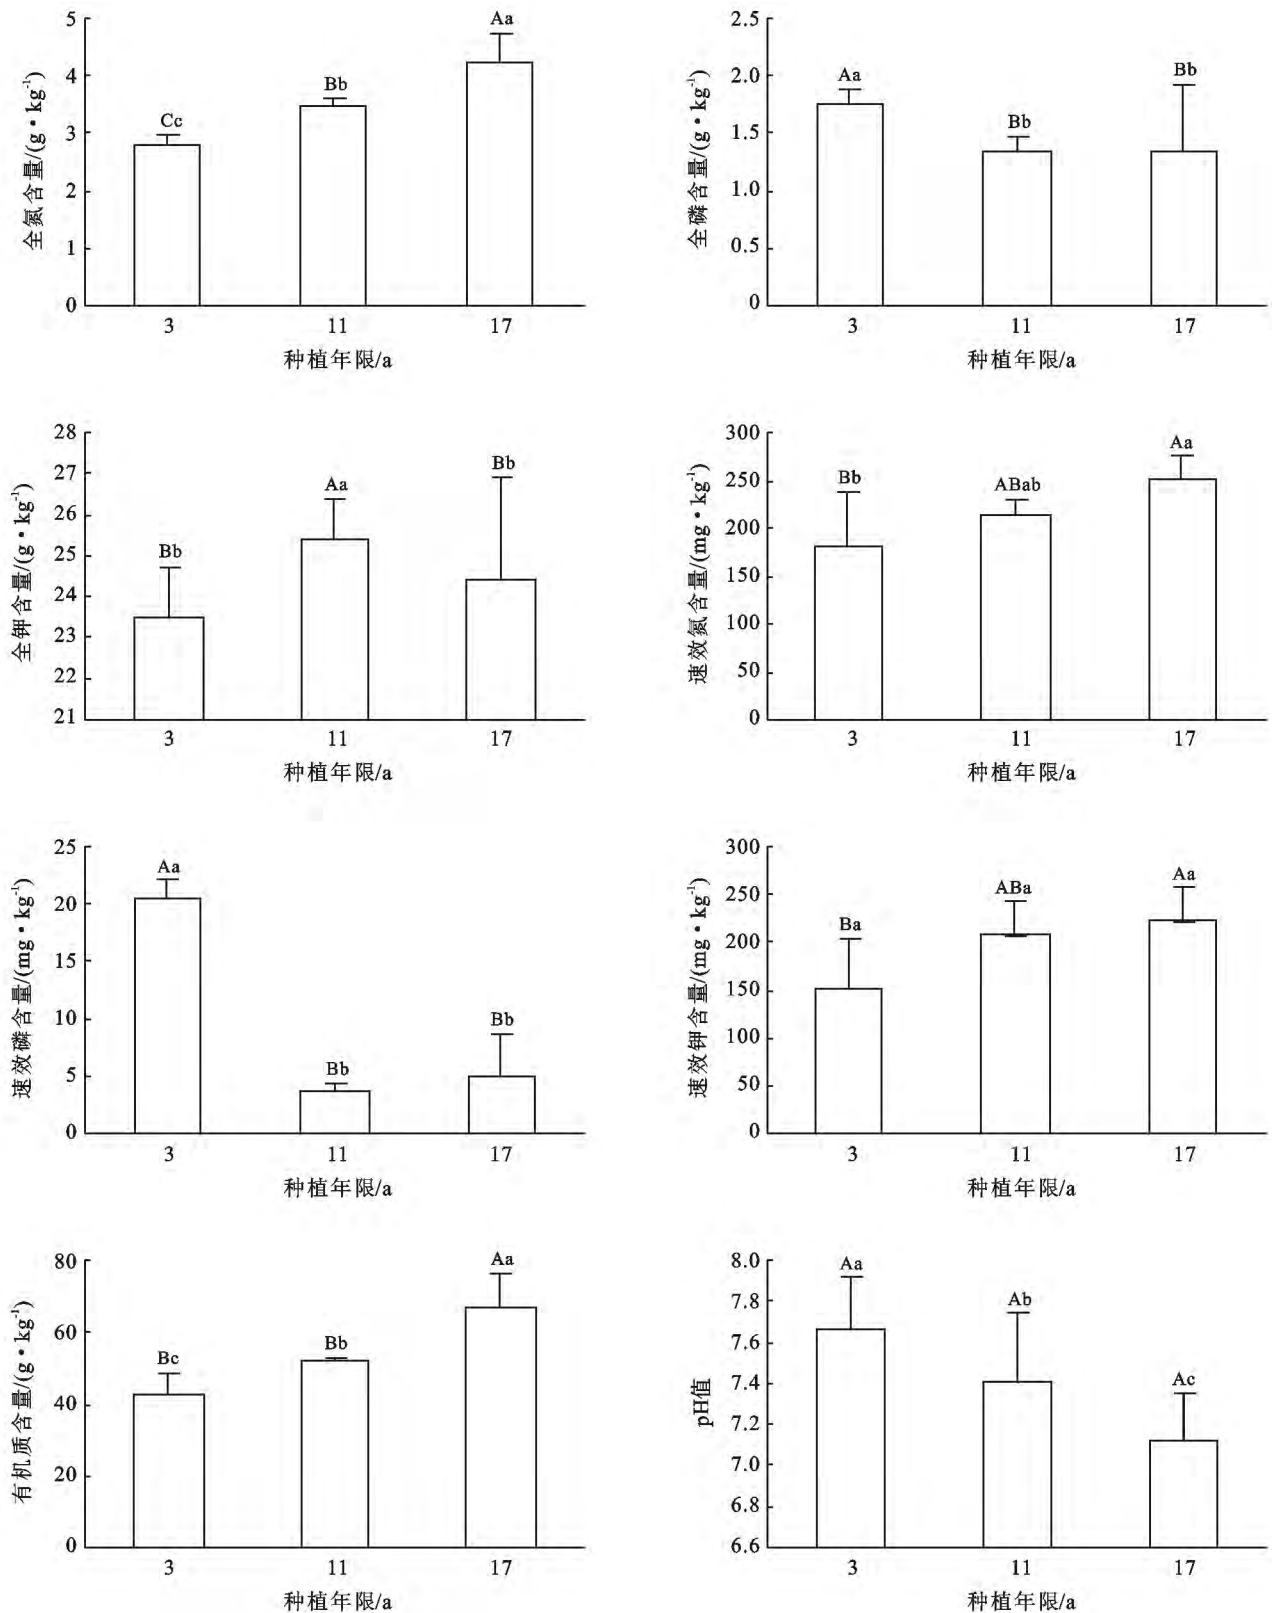 全氮含量/(g·kg⁻¹)
5
4
3
2
1
0
Cc
Bb
Aa
3 11 17
种植年限/a
全磷含量/(g·kg⁻¹)
2.5
2.0
1.5
1.0
0.5
0
Aa
Bb
Bb
3 11 17
种植年限/a
全钾含量/(g·kg⁻¹)
28
27
26
25
24
23
22
21
Bb
Aa
Bb
3 11 17
种植年限/a
速效氮含量/(mg·kg⁻¹)
300
250
200
150
100
50
0
Bb
ABab
Aa
3 11 17
种植年限/a
速效磷含量/(mg·kg⁻¹)
25
20
15
10
5
0
Aa
Bb
Bb
3 11 17
种植年限/a
速效钾含量/(mg·kg⁻¹)
300
250
200
150
100
50
0
Ba
ABa
Aa
3 11 17
种植年限/a
有机质含量/(g·kg⁻¹)
80
60
40
20
0
Bc
Bb
Aa
3 11 17
种植年限/a
pH值
8.0
7.8
7.6
7.4
7.2
7.0
6.8
6.6
Aa
Ab
Ac
3 11 17
种植年限/a